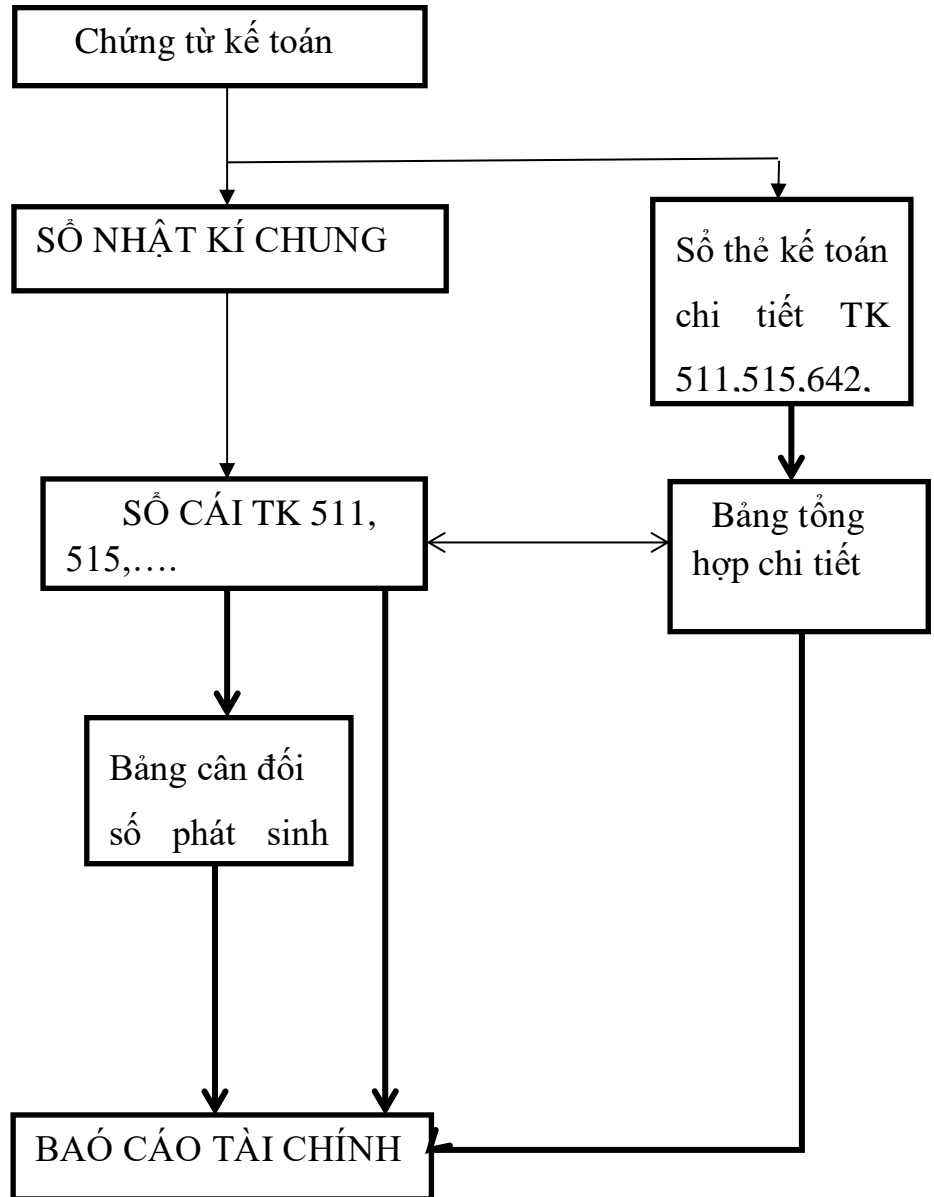 Chứng từ kế toán
SỔ NHẬT KÍ CHUNG
Sổ thẻ kế toán
chi tiết TK
511,515,642,
SỔ CÁI TK 511,
515,….
Bảng tổng
hợp chi tiết
Bảng cân đối
số phát sinh
BAÓ CÁO TÀI CHÍNH